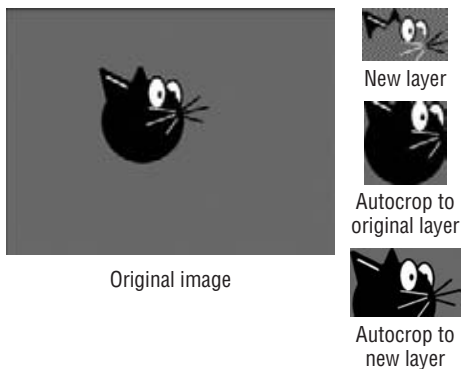 New layer
Autocrop to
original layer
Original image
Autocrop to
new layer